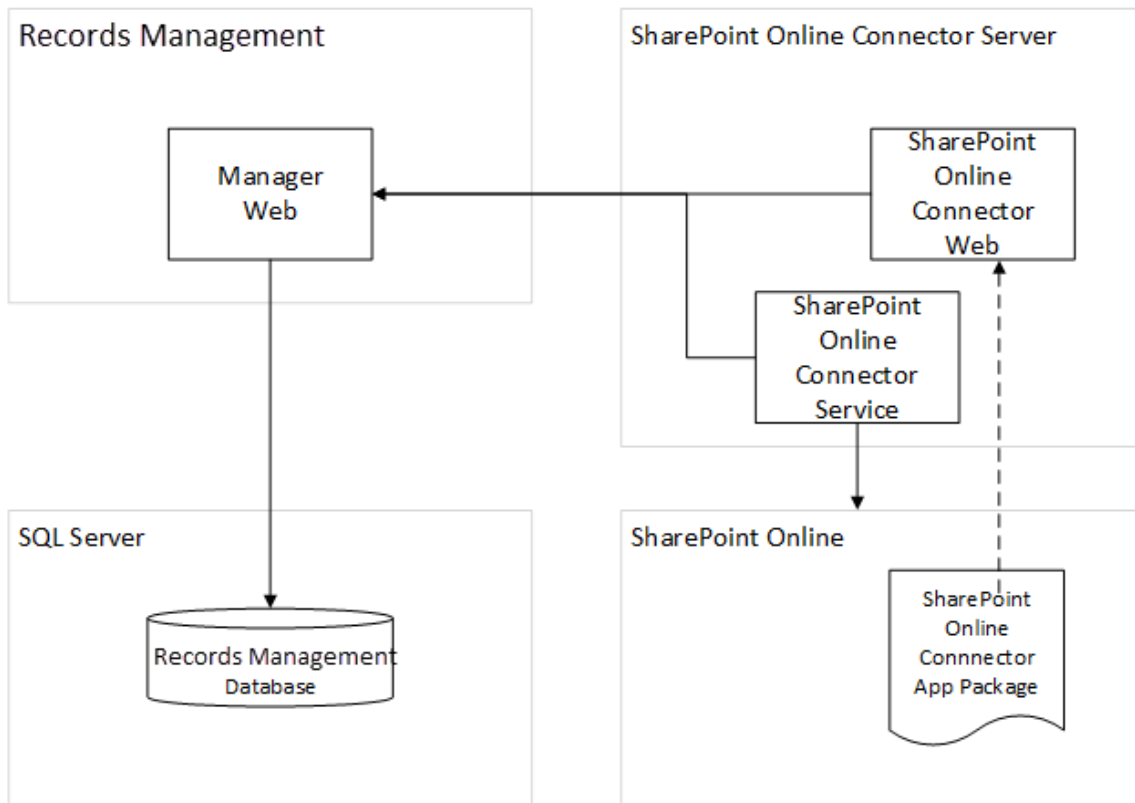 Records Management
Manager
Web
SharePoint Online Connector Server
SharePoint
Online
Connector
Web
SharePoint
Online
Connector
Service
SQL Server
Records Management
Database
SharePoint Online
SharePoint
Online
Connnector
App Package